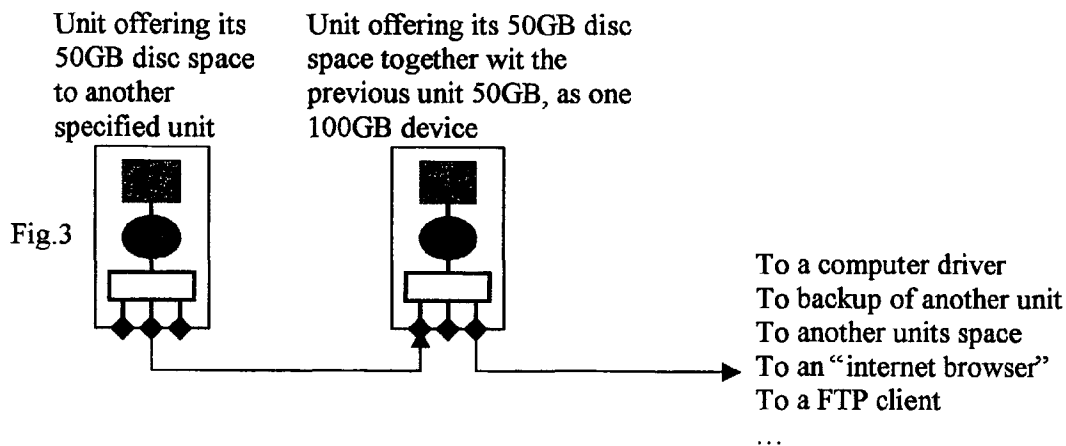 Unit offering its
50GB disc space
to another
specified unit
Unit offering its 50GB disc
space together wit the
previous unit 50GB, as one
100GB device
Fig.3
To a computer driver
To backup of another unit
To another units space
To an “internet browser”
To a FTP client
...